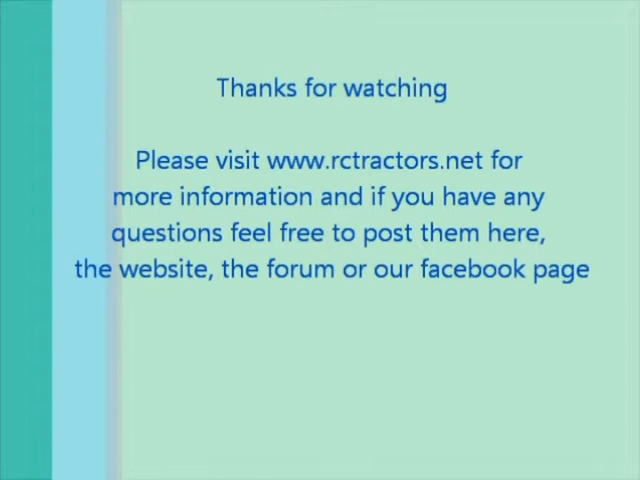 Thanks for watching
Please visit www.rctractors.net for
more information and if you have any
questions feel free to post them here,
the website, the forum or our facebook page